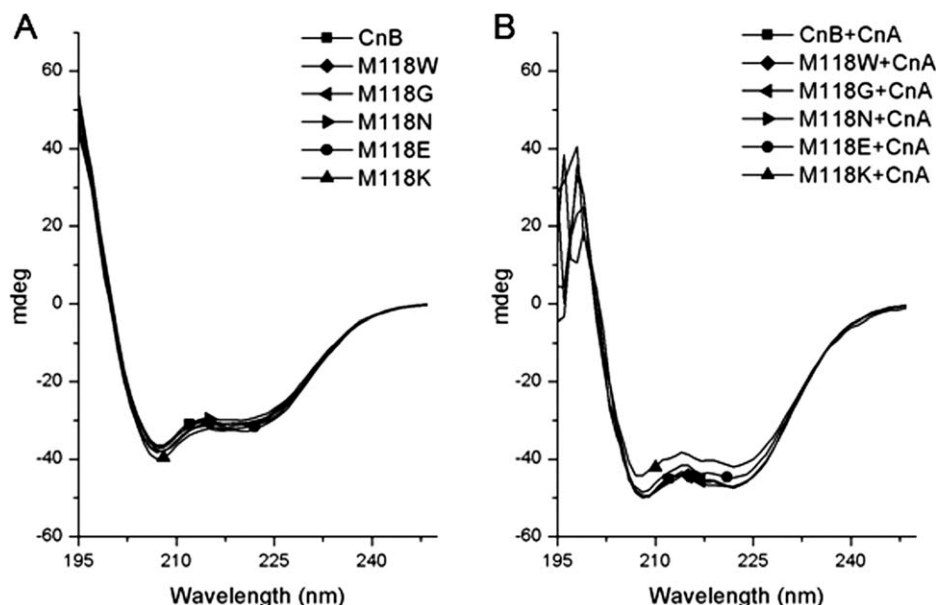 A
CnB
M118W
M118G
M118N
M118E
M118K
60
40
20
0
-20
-40
-60
mdeg
195
210
225
240
Wavelength (nm)
B
CnB+CnA
M118W+CnA
M118G+CnA
M118N+CnA
M118E+CnA
M118K+CnA
60
40
20
0
-20
-40
-60
mdeg
195
210
225
240
Wavelength (nm)